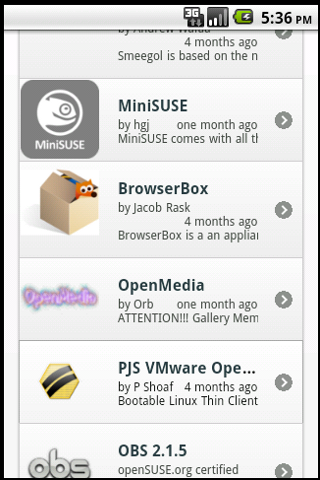 3G 5:36 PM
by Andrew Wafaa
4 months ago
Smeegol is based on the n
MiniSUSE
MiniSUSE
by hgj one month ago
MiniSUSE comes with all th
BrowserBox
by Jacob Rask
4 months ago
BrowserBox is a an applian
OpenMedia
OpenMedia
by Orb one month ago
ATTENTION!!! Gallery Mem
PJS VMware Ope...
by P Shoaf 4 months ago
Bootable Linux Thin Client
obs
OBS 2.1.5
openSUSE.org certified